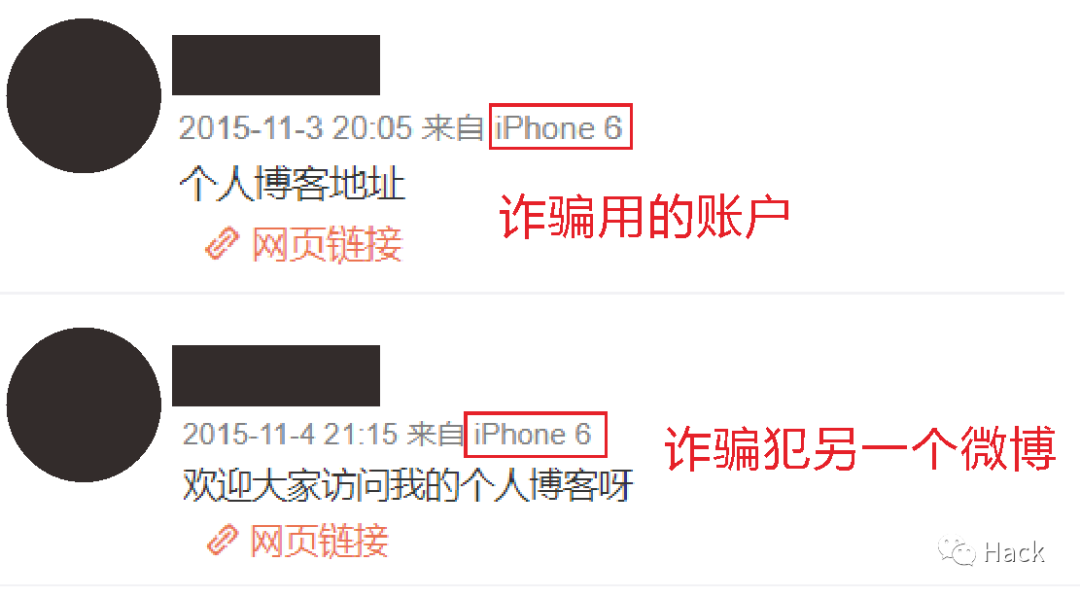 2015-11-3 20:05 来自 iPhone 6
个人博客地址
诈骗用的账户
网页链接
2015-11-4 21:15 来自 iPhone 6
诈骗犯另一个微博
欢迎大家访问我的个人博客呀
网页链接
Hack